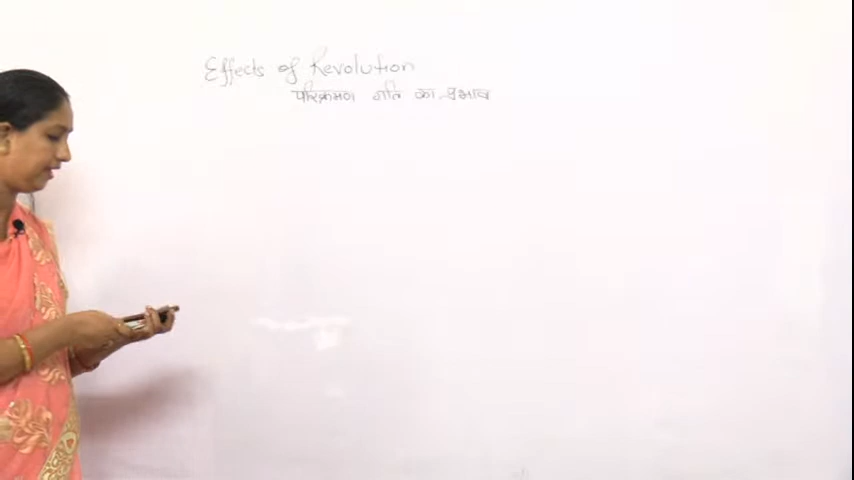 Effects of Revolution
परिक्रमण गति का प्रभाव